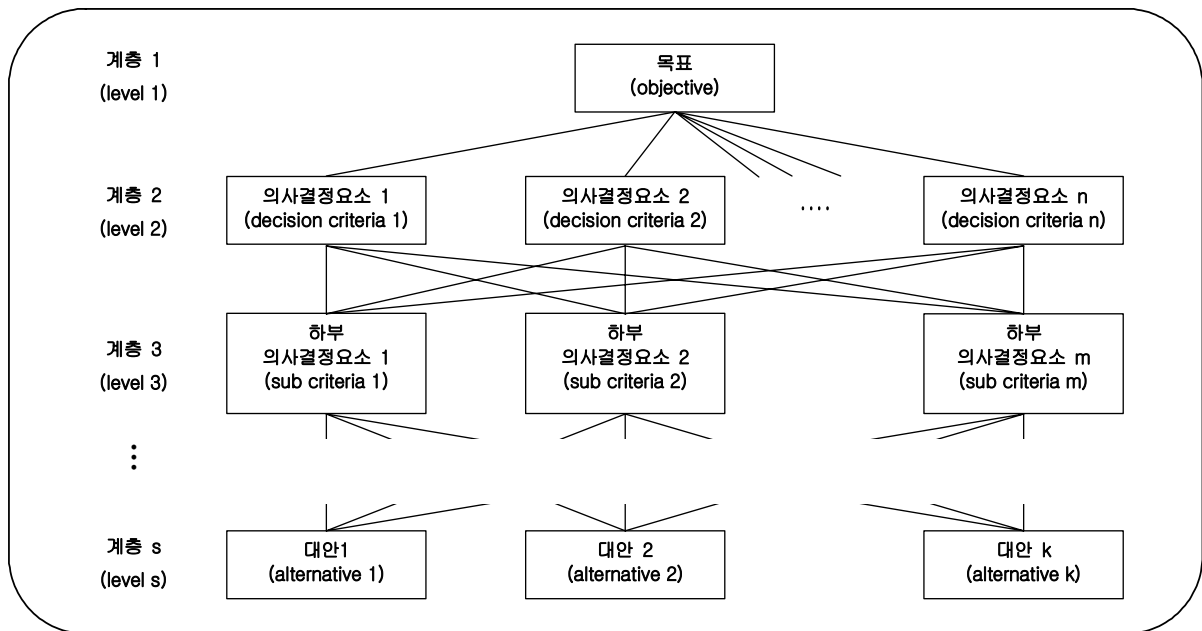 계층 1
(level 1)
목표
(objective)
계층 2
(level 2)
의사결정요소 1
(decision criteria 1)
의사결정요소 2
(decision criteria 2)
....
의사결정요소 n
(decision criteria n)
계층 3
(level 3)
하부
의사결정요소 1
(sub criteria 1)
하부
의사결정요소 2
(sub criteria 2)
하부
의사결정요소 m
(sub criteria m)
⋮
계층 s
(level s)
대안1
(alternative 1)
대안 2
(alternative 2)
대안 k
(alternative k)